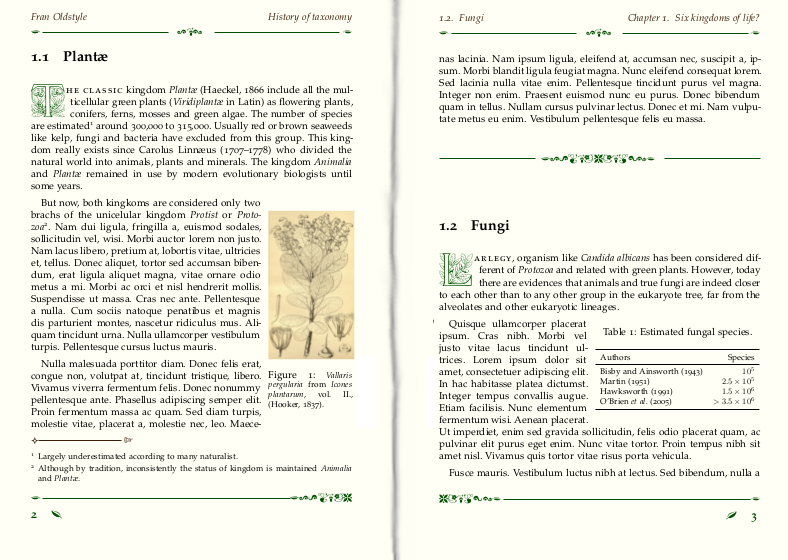 Fran Oldstyle
History of taxonomy
1.1 Plantæ
THE CLASSIC kingdom Plantæ (Haeckel, 1866 include all the mul-
ticellular green plants (Viridiplantæ in Latin) as flowering plants,
conifers, ferns, mosses and green algae. The number of species
are estimated¹ around 300,000 to 315,000. Usually red or brown seaweeds
like kelp, fungi and bacteria have excluded from this group. This king-
dom really exists since Carolus Linnæus (1707–1778) who divided the
natural world into animals, plants and minerals. The kingdom Animalia
and Plantæ remained in use by modern evolutionary biologists until
some years.
But now, both kingkoms are considered only two
brachs of the unicelular kingdom Protist or Proto-
zoa². Nam dui ligula, fringilla a, euismod sodales,
sollicitudin vel, wisi. Morbi auctor lorem non justo.
Nam lacus libero, pretium at, lobortis vitae, ultricies
et, tellus. Donec aliquet, tortor sed accumsan biben-
dum, erat ligula aliquet magna, vitae ornare odio
metus a mi. Morbi ac orci et nisl hendrerit mollis.
Suspendisse ut massa. Cras nec ante. Pellentesque
a nulla. Cum sociis natoque penatibus et magnis
dis parturient montes, nascetur ridiculus mus. Ali-
quam tincidunt urna. Nulla ullamcorper vestibulum
turpis. Pellentesque cursus luctus mauris.
Nulla malesuada porttitor diam. Donec felis erat,
congue non, volutpat at, tincidunt tristique, libero.
Vivamus viverra fermentum felis. Donec nonummy
pellentesque ante. Phasellus adipiscing semper elit.
Proin fermentum massa ac quam. Sed diam turpis,
molestie vitae, placerat a, molestie nec, leo. Maece-
Figure 1: Vallaris
pergularia from Icones
plantarum, vol. II.,
(Hooker, 1837).
¹ Largely underestimated according to many naturalist.
² Although by tradition, inconsistently the status of kingdom is maintained Animalia
and Plantæ.
2
1.2. Fungi
Chapter 1. Six kingdoms of life?
nas lacinia. Nam ipsum ligula, eleifend at, accumsan nec, suscipit a, ip-
sum. Morbi blandit ligula feugiat magna. Nunc eleifend consequat lorem.
Sed lacinia nulla vitae enim. Pellentesque tincidunt purus vel magna.
Integer non enim. Praesent euismod nunc eu purus. Donec bibendum
quam in tellus. Nullam cursus pulvinar lectus. Donec et mi. Nam vulpu-
tate metus eu enim. Vestibulum pellentesque felis eu massa.
1.2 Fungi
LARLEGY, organism like Candida albicans has been considered dif-
ferent of Protozoa and related with green plants. However, today
there are evidences that animals and true fungi are indeed closer
to each other than to any other group in the eukaryote tree, far from the
alveolates and other eukaryotic lineages.
Quisque ullamcorper placerat
ipsum. Cras nibh. Morbi vel
justo vitae lacus tincidunt ul-
trices. Lorem ipsum dolor sit
amet, consectetuer adipiscing elit.
In hac habitasse platea dictumst.
Integer tempus convallis augue.
Etiam facilisis. Nunc elementum
fermentum wisi. Aenean placerat.
Table 1: Estimated fungal species.
Authors Species
Bisby and Ainsworth (1943) 10⁵
Martin (1951) 2.5 × 10⁵
Hawksworth (1991) 1.5 × 10⁶
O'Brien et al. (2005) > 3.5 × 10⁶
Ut imperdiet, enim sed gravida sollicitudin, felis odio placerat quam, ac
pulvinar elit purus eget enim. Nunc vitae tortor. Proin tempus nibh sit
amet nisl. Vivamus quis tortor vitae risus porta vehicula.
Fusce mauris. Vestibulum luctus nibh at lectus. Sed bibendum, nulla a
3